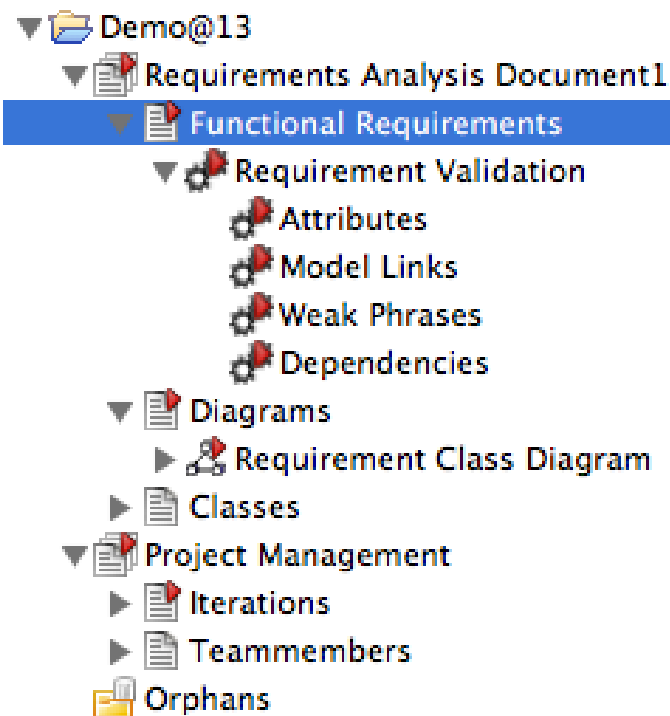 Demo@13
Requirements Analysis Document1
Functional Requirements
Requirement Validation
Attributes
Model Links
Weak Phrases
Dependencies
Diagrams
Requirement Class Diagram
Classes
Project Management
Iterations
Teammembers
Orphans